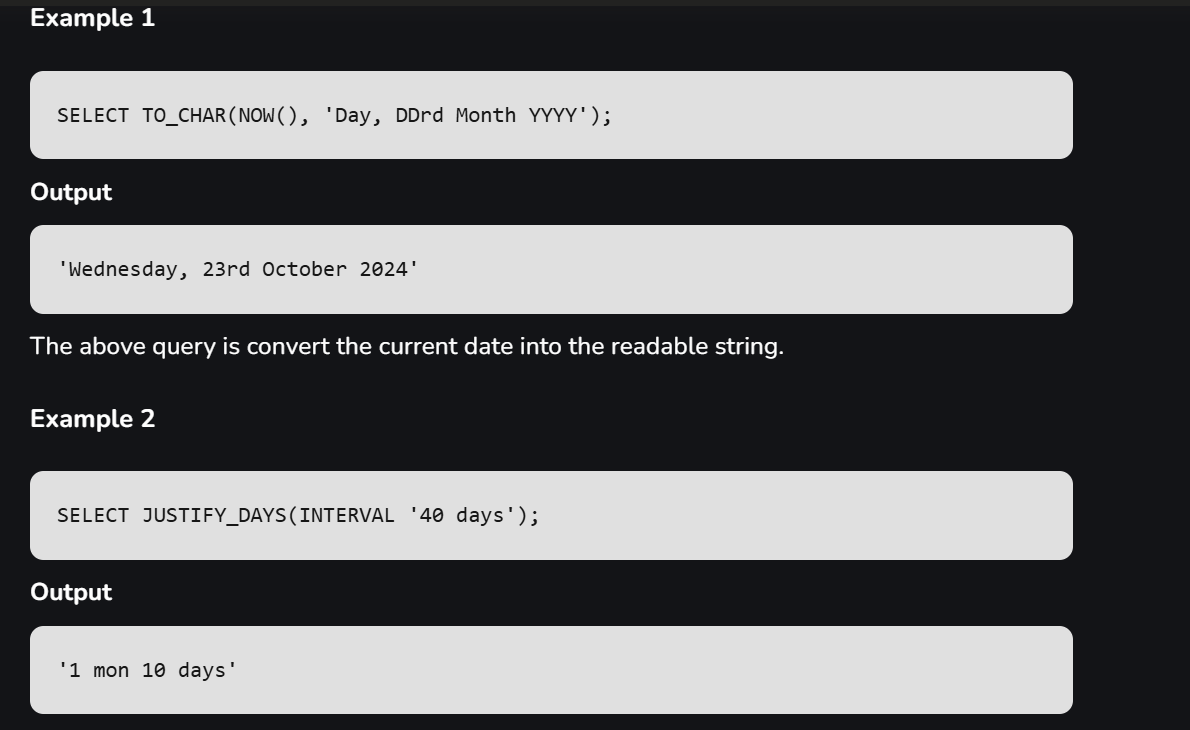 Example 1
SELECT TO_CHAR(NOW(), 'Day, DDrd Month YYYY');
Output
'Wednesday, 23rd October 2024'
The above query is convert the current date into the readable string.
Example 2
SELECT JUSTIFY_DAYS(INTERVAL '40 days');
Output
'1 mon 10 days'